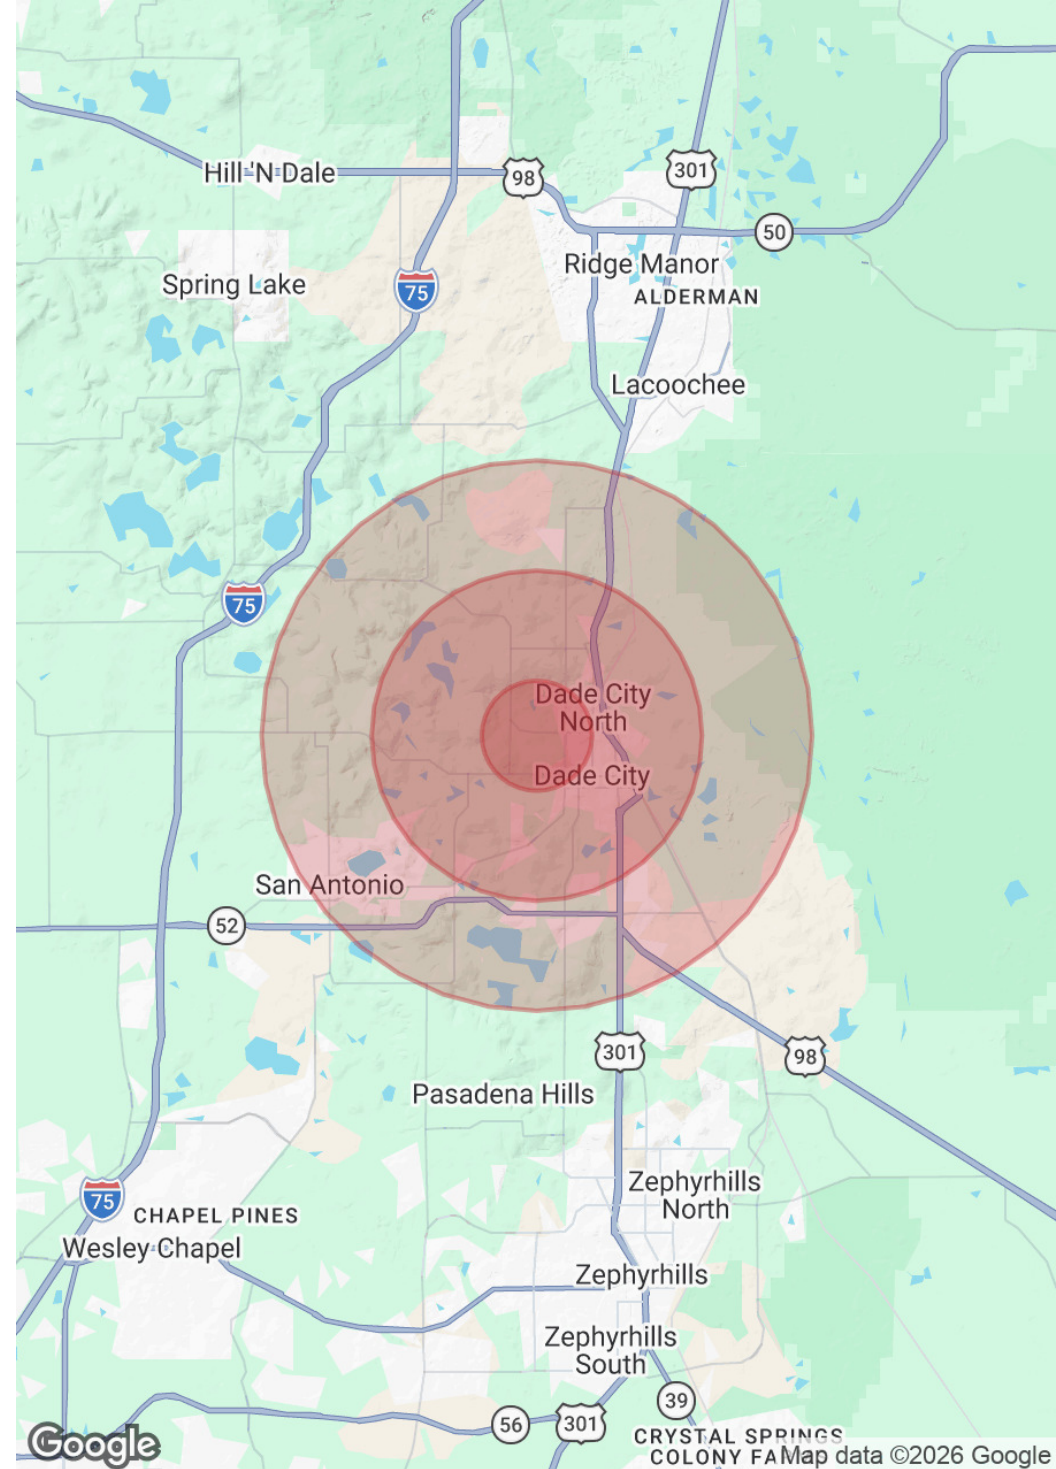 Hill 'N Dale
98
301
50
Ridge Manor
ALDERMAN
Spring Lake
75
Lacoochee
75
Dade City
North
Dade City
San Antonio
52
301
98
Pasadena Hills
Zephyrhills
North
75
CHAPEL PINES
Wesley Chapel
Zephyrhills
Zephyrhills
South
39
56
301
CRYSTAL SPRINGS
COLONY FA
Google
Map data ©2026 Google